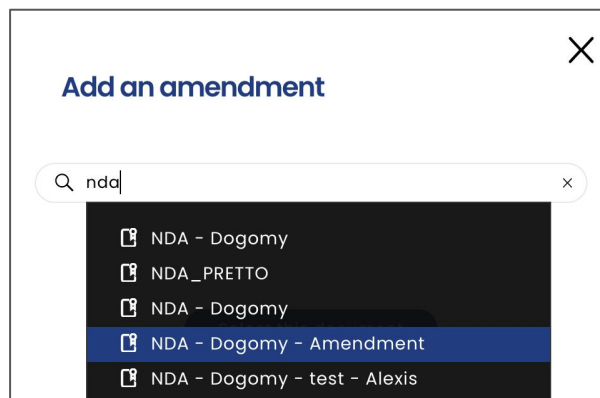 Add an amendment
nda
NDA - Dogomy
NDA_PRETTO
NDA - Dogomy
NDA - Dogomy - Amendment
NDA - Dogomy - test - Alexis